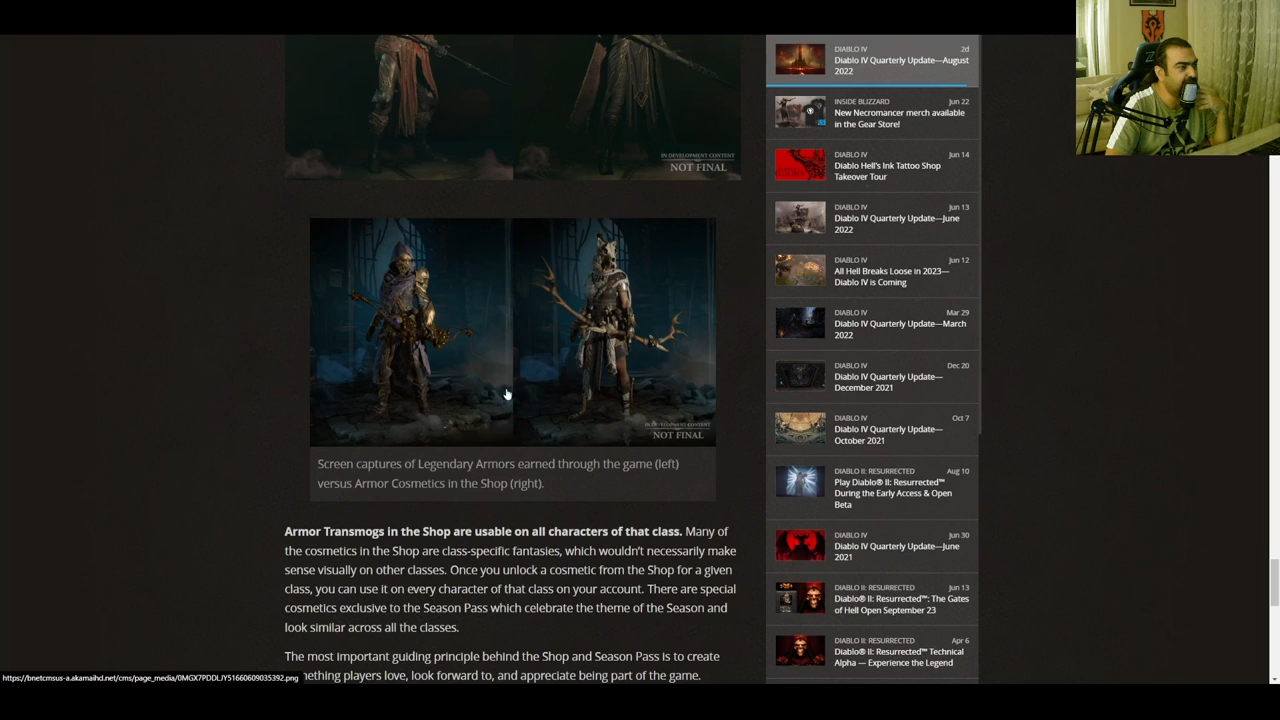 IN DEVELOPMENT CONTENT
NOT FINAL
IN DEVELOPMENT CONTENT
NOT FINAL
Screen captures of Legendary Armors earned through the game (left)
versus Armor Cosmetics in the Shop (right).
Armor Transmogs in the Shop are usable on all characters of that class. Many of
the cosmetics in the Shop are class-specific fantasies, which wouldn't necessarily make
sense visually on other classes. Once you unlock a cosmetic from the Shop for a given
class, you can use it on every character of that class on your account. There are special
cosmetics exclusive to the Season Pass which celebrate the theme of the Season and
look similar across all the classes.
The most important guiding principle behind the Shop and Season Pass is to create
mething players love, look forward to, and appreciate being part of the game.
https://bnetcmsus-a.akamaihd.net/cms/page_media/0MGX7PDDLJY51660609035392.png
DIABLO IV 2d
Diablo IV Quarterly Update—August
2022
INSIDE BLIZZARD Jun 22
New Necromancer merch available
in the Gear Store!
DIABLO IV Jun 14
Diablo Hell's Ink Tattoo Shop
Takeover Tour
DIABLO IV Jun 13
Diablo IV Quarterly Update—June
2022
DIABLO IV Jun 12
All Hell Breaks Loose in 2023—
Diablo IV is Coming
DIABLO IV Mar 29
Diablo IV Quarterly Update—March
2022
DIABLO IV Dec 20
Diablo IV Quarterly Update—
December 2021
DIABLO IV Oct 7
Diablo IV Quarterly Update—
October 2021
DIABLO II: RESURRECTED Aug 10
Play Diablo® II: Resurrected™
During the Early Access & Open
Beta
DIABLO IV Jun 30
Diablo IV Quarterly Update—June
2021
DIABLO II: RESURRECTED Jun 13
Diablo® II: Resurrected™: The Gates
of Hell Open September 23
DIABLO II: RESURRECTED Apr 6
Diablo® II: Resurrected™ Technical
Alpha — Experience the Legend